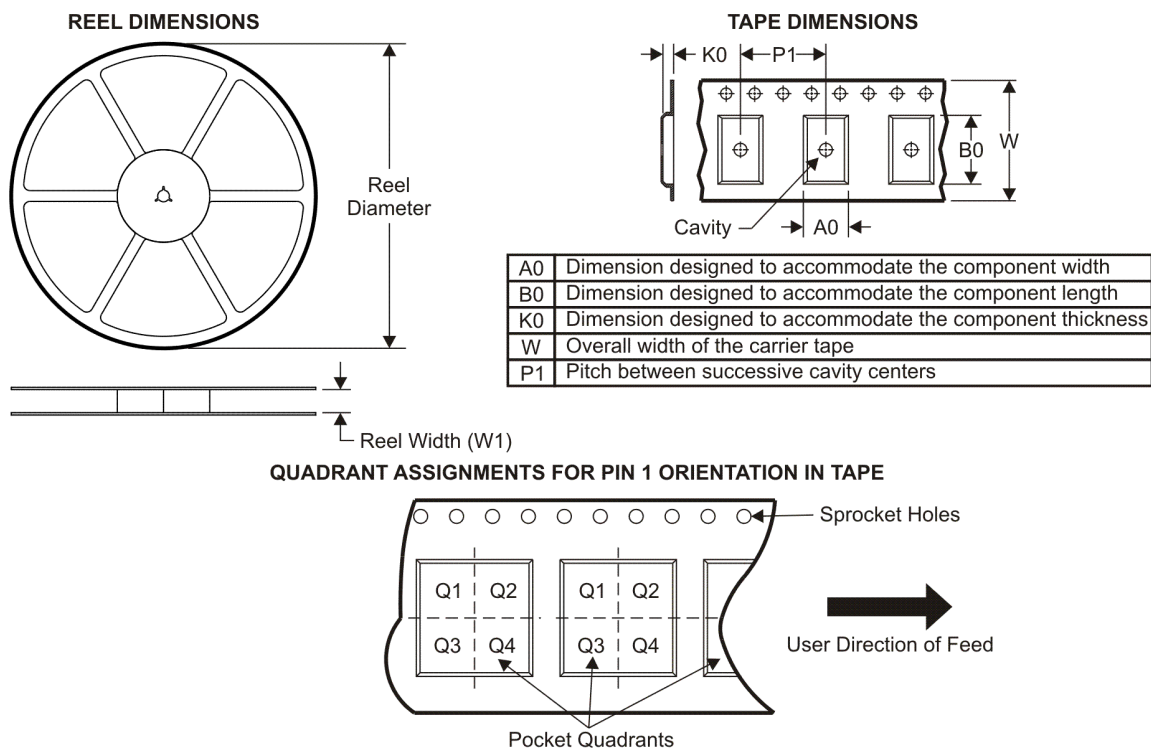 REEL DIMENSIONS
Reel
Diameter
Reel Width (W1)
TAPE DIMENSIONS
K0
P1
B0
W
Cavity
A0
A0 Dimension designed to accommodate the component width
B0 Dimension designed to accommodate the component length
K0 Dimension designed to accommodate the component thickness
W Overall width of the carrier tape
P1 Pitch between successive cavity centers
QUADRANT ASSIGNMENTS FOR PIN 1 ORIENTATION IN TAPE
Sprocket Holes
Q1 Q2 Q1 Q2
Q3 Q4 Q3 Q4
User Direction of Feed
Pocket Quadrants